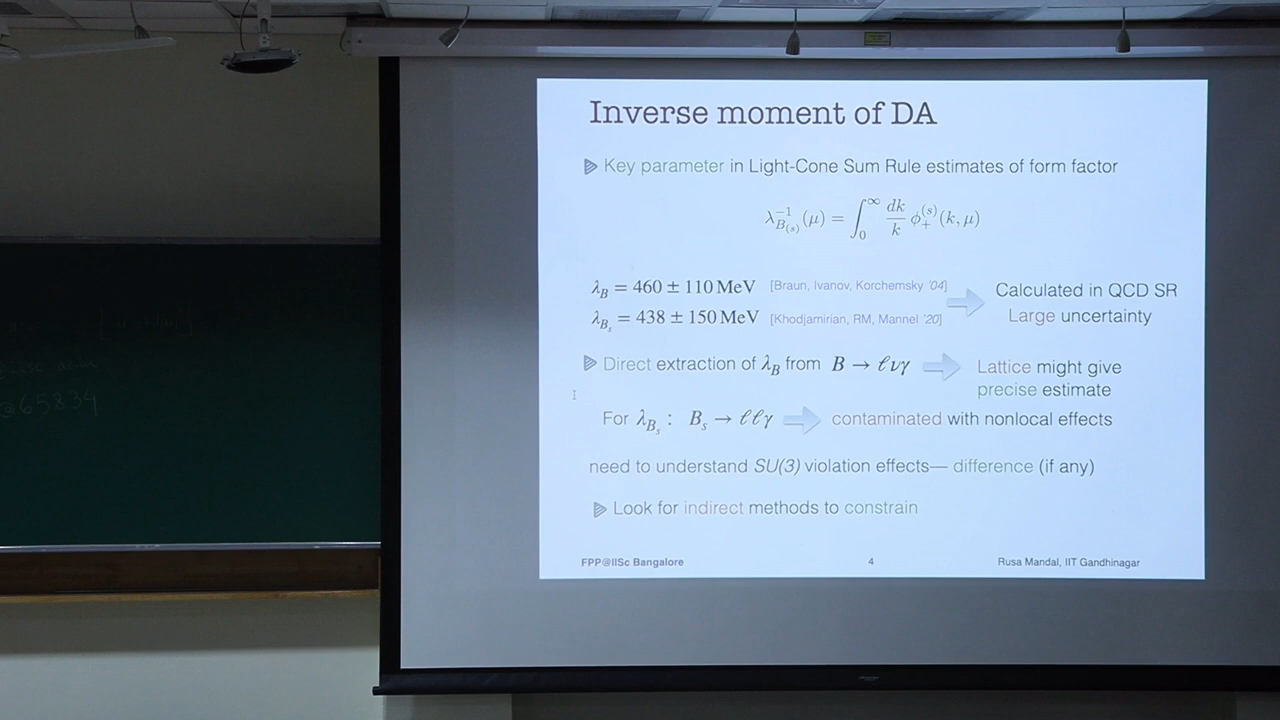 Inverse moment of DA
Key parameter in Light-Cone Sum Rule estimates of form factor
λ_{B_{(s)}}^{-1}(μ) = ∫_0^∞ \frac{dk}{k} φ_+^{(s)}(k, μ)
λ_B = 460 ± 110 MeV [Braun, Ivanov, Korchemsky '04]
λ_{B_s} = 438 ± 150 MeV [Khodjamirian, RM, Mannel '20]
Calculated in QCD SR
Large uncertainty
Direct extraction of λ_B from B → ℓνγ
Lattice might give
precise estimate
For λ_{B_s} : B_s → ℓℓγ contaminated with nonlocal effects
need to understand SU(3) violation effects— difference (if any)
Look for indirect methods to constrain
FPP@IISc Bangalore 4 Rusa Mandal, IIT Gandhinagar
@65834